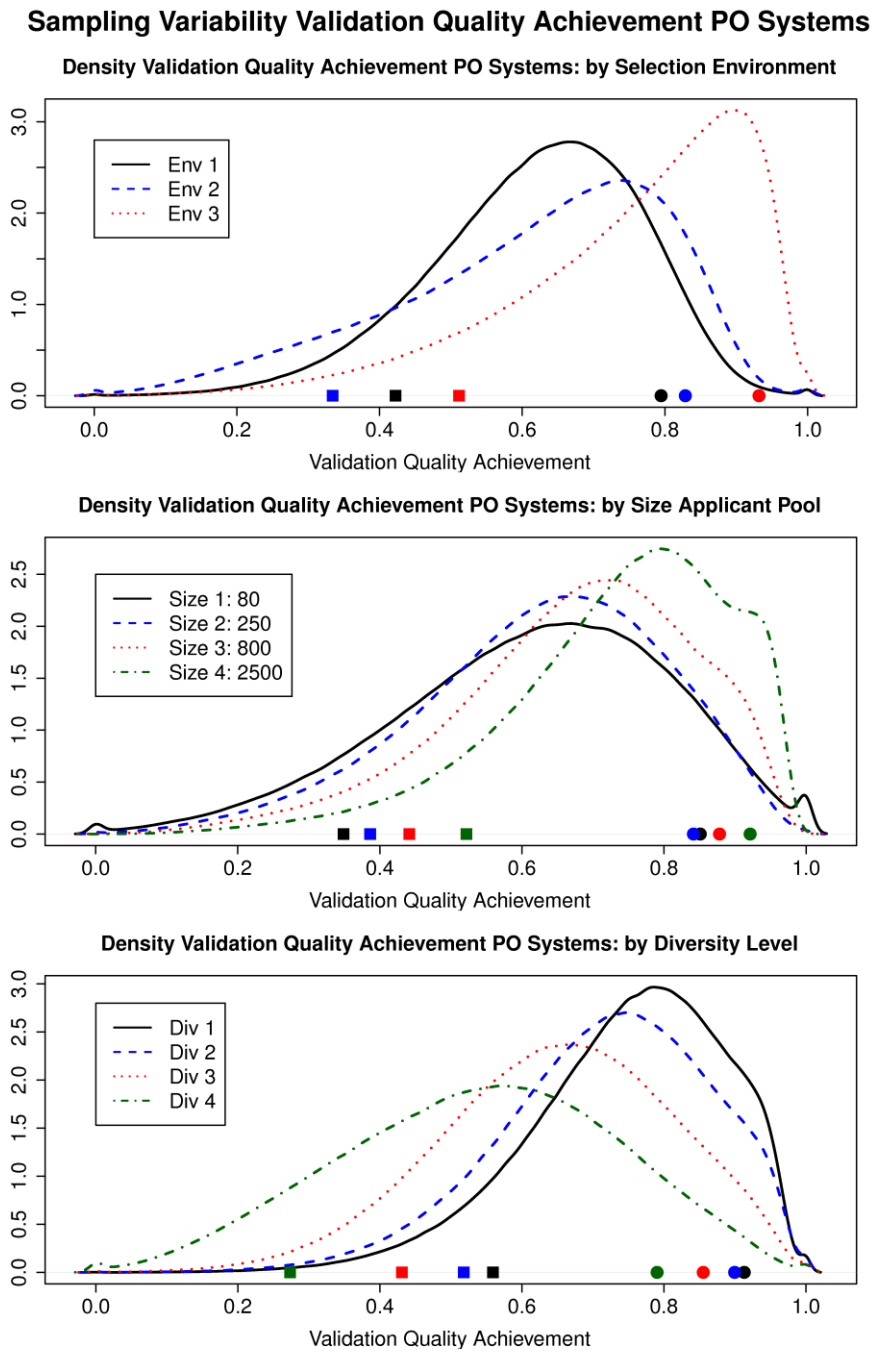 Sampling Variability Validation Quality Achievement PO Systems
Density Validation Quality Achievement PO Systems: by Selection Environment
3.0
2.0
1.0
0.0
Env 1
Env 2
Env 3
0.0 0.2 0.4 0.6 0.8 1.0
Validation Quality Achievement
Density Validation Quality Achievement PO Systems: by Size Applicant Pool
2.5
2.0
1.5
1.0
0.5
0.0
Size 1: 80
Size 2: 250
Size 3: 800
Size 4: 2500
0.0 0.2 0.4 0.6 0.8 1.0
Validation Quality Achievement
Density Validation Quality Achievement PO Systems: by Diversity Level
3.0
2.5
2.0
1.5
1.0
0.5
0.0
Div 1
Div 2
Div 3
Div 4
0.0 0.2 0.4 0.6 0.8 1.0
Validation Quality Achievement